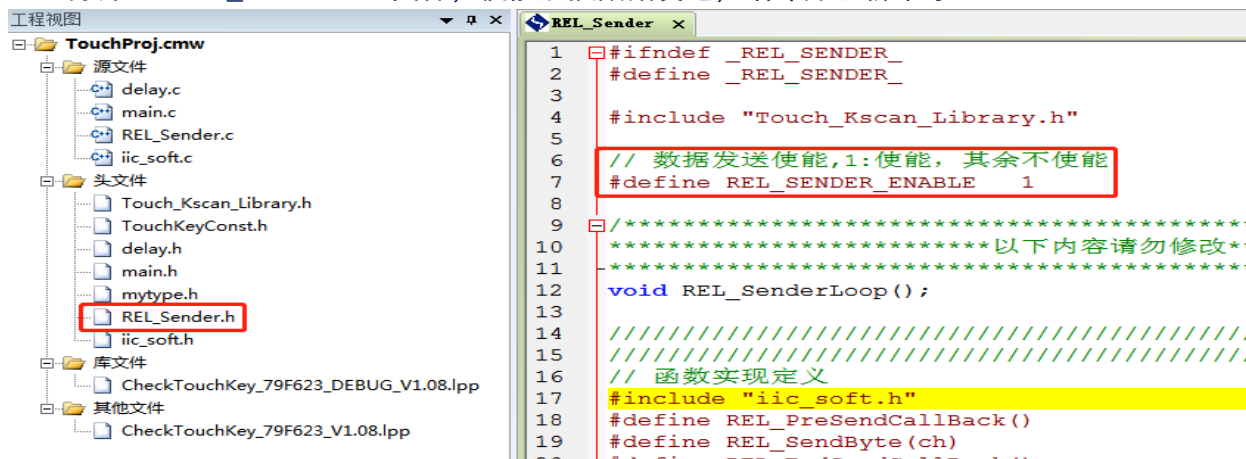 工程视图
TouchProj.cmw
源文件
delay.c
main.c
REL_Sender.c
iic_soft.c
头文件
Touch_Kscan_Library.h
TouchKeyConst.h
delay.h
main.h
mytype.h
REL_Sender.h
iic_soft.h
库文件
CheckTouchKey_79F623_DEBUG_V1.08.lpp
其他文件
CheckTouchKey_79F623_V1.08.lpp
REL_Sender
1 #ifndef _REL_SENDER_
2 #define _REL_SENDER_
3
4 #include "Touch_Kscan_Library.h"
5
6 // 数据发送使能,1:使能，其余不使能
7 #define REL_SENDER_ENABLE 1
8
9 /*******************************************
10 **************************以下内容请勿修改**
11 *******************************************
12 void REL_SenderLoop();
13
14 ///////////////////////////////////////////
15 ///////////////////////////////////////////
16 // 函数实现定义
17 #include "iic_soft.h"
18 #define REL_PreSendCallBack()
19 #define REL_SendByte(ch)